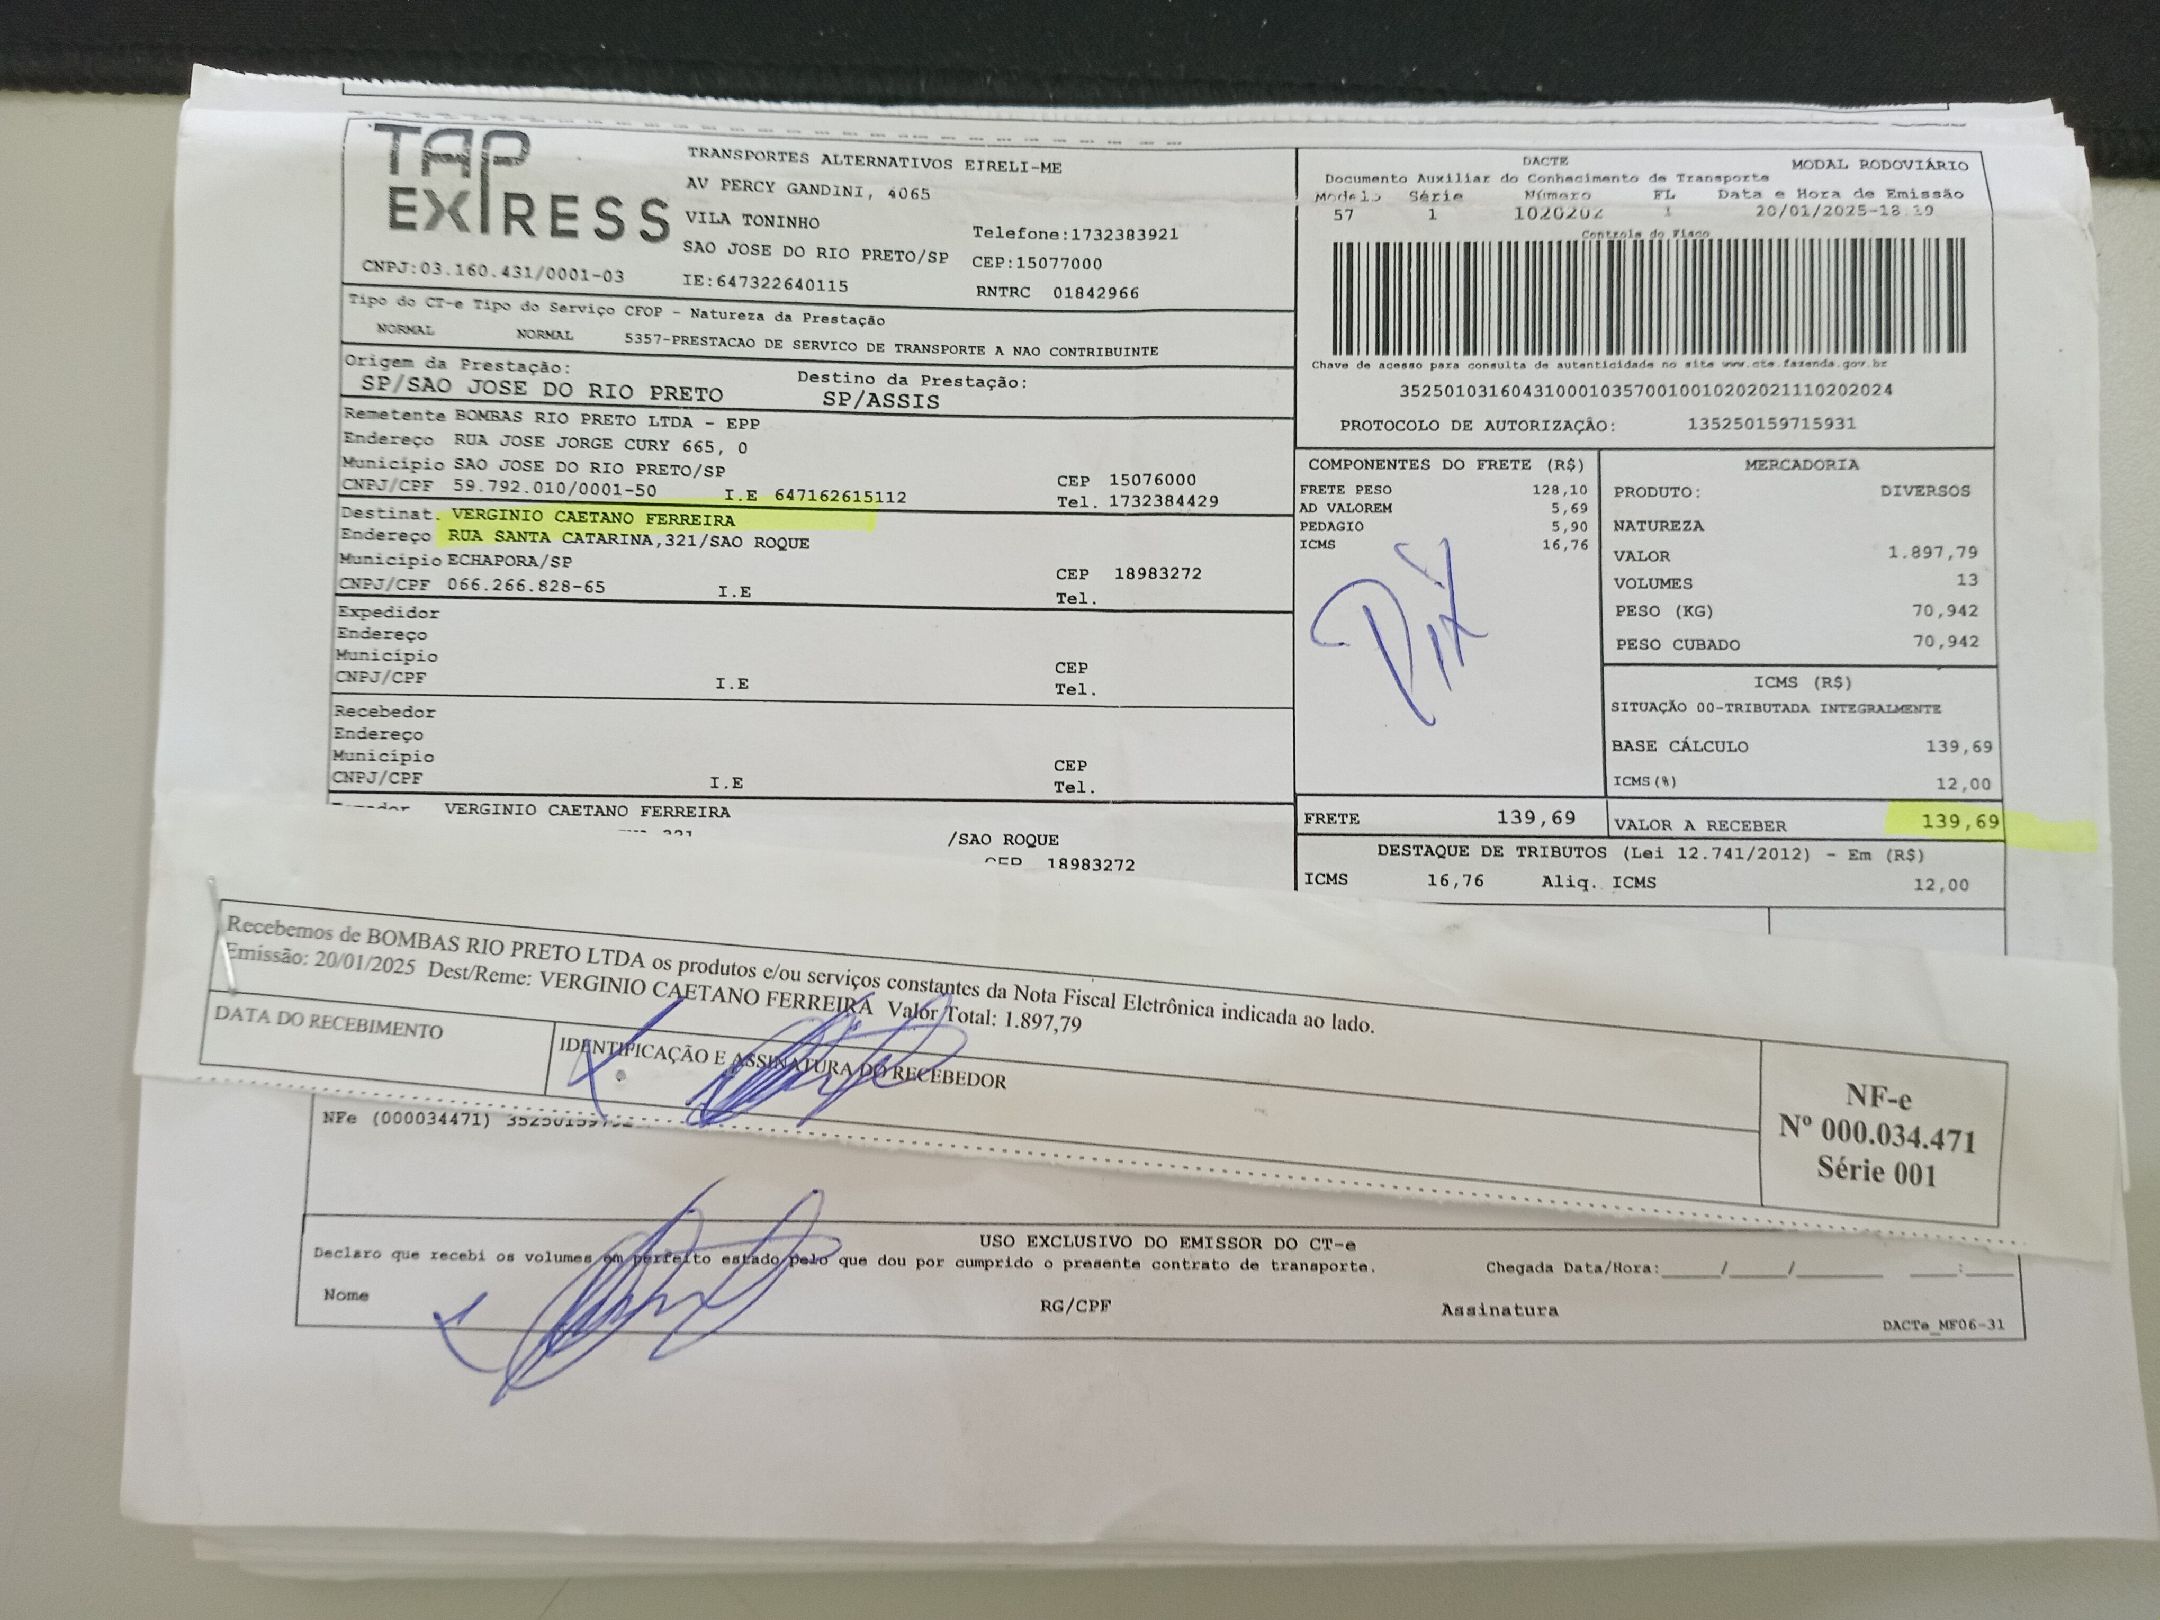 TAP EXPRESS
TRANSPORTES ALTERNATIVOS EIRELI-ME
AV PERCY GANDINI, 4065
VILA TONINHO
Telefone:1732383921
SAO JOSE DO RIO PRETO/SP CEP:15077000
CNPJ:03.160.431/0001-03 IE:647322640115 RNTRC 01842966
Tipo do CT-e Tipo do Serviço CFOP - Natureza da Prestação
NORMAL NORMAL 5357-PRESTACAO DE SERVICO DE TRANSPORTE A NAO CONTRIBUINTE
Origem da Prestação: Destino da Prestação:
SP/SAO JOSE DO RIO PRETO SP/ASSIS
Remetente BOMBAS RIO PRETO LTDA - EPP
Endereço RUA JOSE JORGE CURY 665, 0
Município SAO JOSE DO RIO PRETO/SP CEP 15076000
CNPJ/CPF 59.792.010/0001-50 I.E 647162615112 Tel. 1732384429
Destinat. VERGINIO CAETANO FERREIRA
Endereço RUA SANTA CATARINA,321/SAO ROQUE
Município ECHAPORA/SP CEP 18983272
CNPJ/CPF 066.266.828-65 I.E Tel.
Expedidor
Endereço
Município CEP
CNPJ/CPF I.E Tel.
Recebedor
Endereço
Município CEP
CNPJ/CPF I.E Tel.
VERGINIO CAETANO FERREIRA
/SAO ROQUE
CEP 18983272
DACTE MODAL RODOVIÁRIO
Documento Auxiliar do Conhecimento de Transporte
Modelo Série Número FL Data e Hora de Emissão
57 1 1020202 1 20/01/2025-18.19
Controle do Fisco
Chave de acesso para consulta de autenticidade no site www.cte.fazenda.gov.br
35250103160431000103570010010202021110202024
PROTOCOLO DE AUTORIZAÇÃO: 135250159715931
COMPONENTES DO FRETE (R$)
FRETE PESO 128,10
AD VALOREM 5,69
PEDAGIO 5,90
ICMS 16,76
Pix
MERCADORIA
PRODUTO: DIVERSOS
NATUREZA
VALOR 1.897,79
VOLUMES 13
PESO (KG) 70,942
PESO CUBADO 70,942
ICMS (R$)
SITUAÇÃO 00-TRIBUTADA INTEGRALMENTE
BASE CÁLCULO 139,69
ICMS(%) 12,00
FRETE 139,69 VALOR A RECEBER 139,69
DESTAQUE DE TRIBUTOS (Lei 12.741/2012) - Em (R$)
ICMS 16,76 Aliq. ICMS 12,00
Recebemos de BOMBAS RIO PRETO LTDA os produtos e/ou serviços constantes da Nota Fiscal Eletrônica indicada ao lado.
Emissão: 20/01/2025 Dest/Reme: VERGINIO CAETANO FERREIRA Valor Total: 1.897,79
DATA DO RECEBIMENTO
IDENTIFICAÇÃO E ASSINATURA DO RECEBEDOR
NF-e
Nº 000.034.471
Série 001
NFe (000034471)
USO EXCLUSIVO DO EMISSOR DO CT-e
Declaro que recebi os volumes em perfeito estado pelo que dou por cumprido o presente contrato de transporte. Chegada Data/Hora:____/____/____ ___:___
Nome RG/CPF Assinatura
DACTe_MF06-31